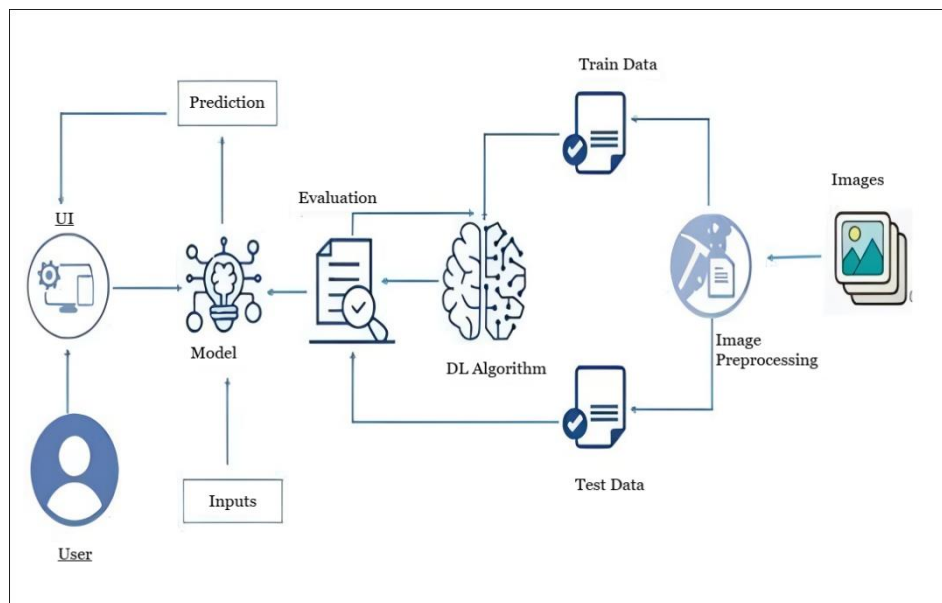 Train Data
Prediction
Images
Evaluation
UI
Model
DL Algorithm
Image
Preprocessing
Test Data
Inputs
User